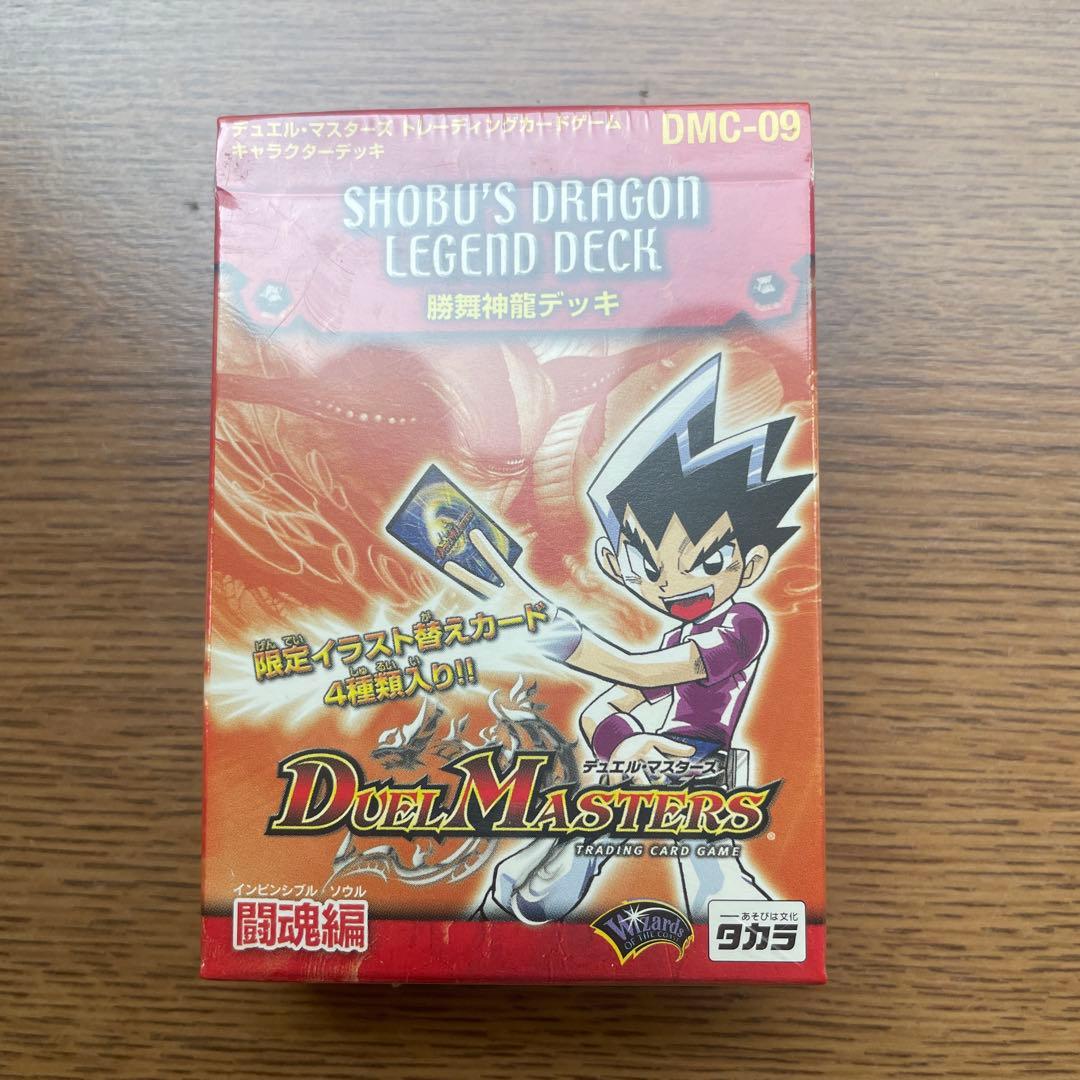 デュエル・マスターズ トレーディングカードゲーム
キャラクターデッキ
DMC-09
SHOBU'S DRAGON
LEGEND DECK
勝舞神龍デッキ
げんてい
が
限定イラスト替えカード
しゅるいい
4種類入り!!
デュエル・マスターズ
DUEL MASTERS
TRADING CARD GAME
インビンシブル・ソウル
闘魂編
Wizards
OF THE COAST
あそびは文化
タカラ